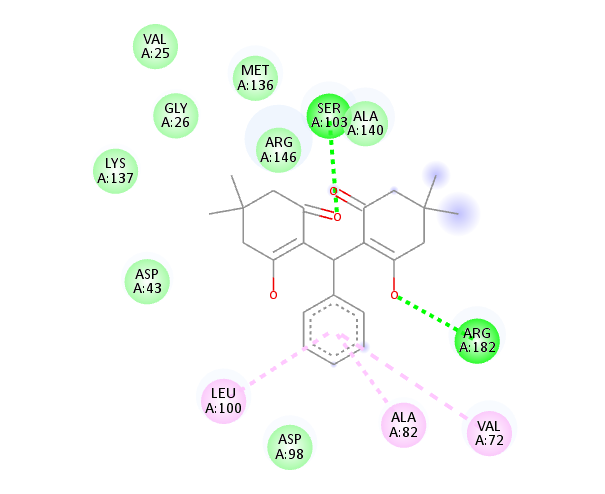 VAL
A:25
MET
A:136
GLY
A:26
SER
A:103
ALA
A:140
ARG
A:146
LYS
A:137
O
O
ASP
A:43
O
O
ARG
A:182
LEU
A:100
ALA
A:82
VAL
A:72
ASP
A:98